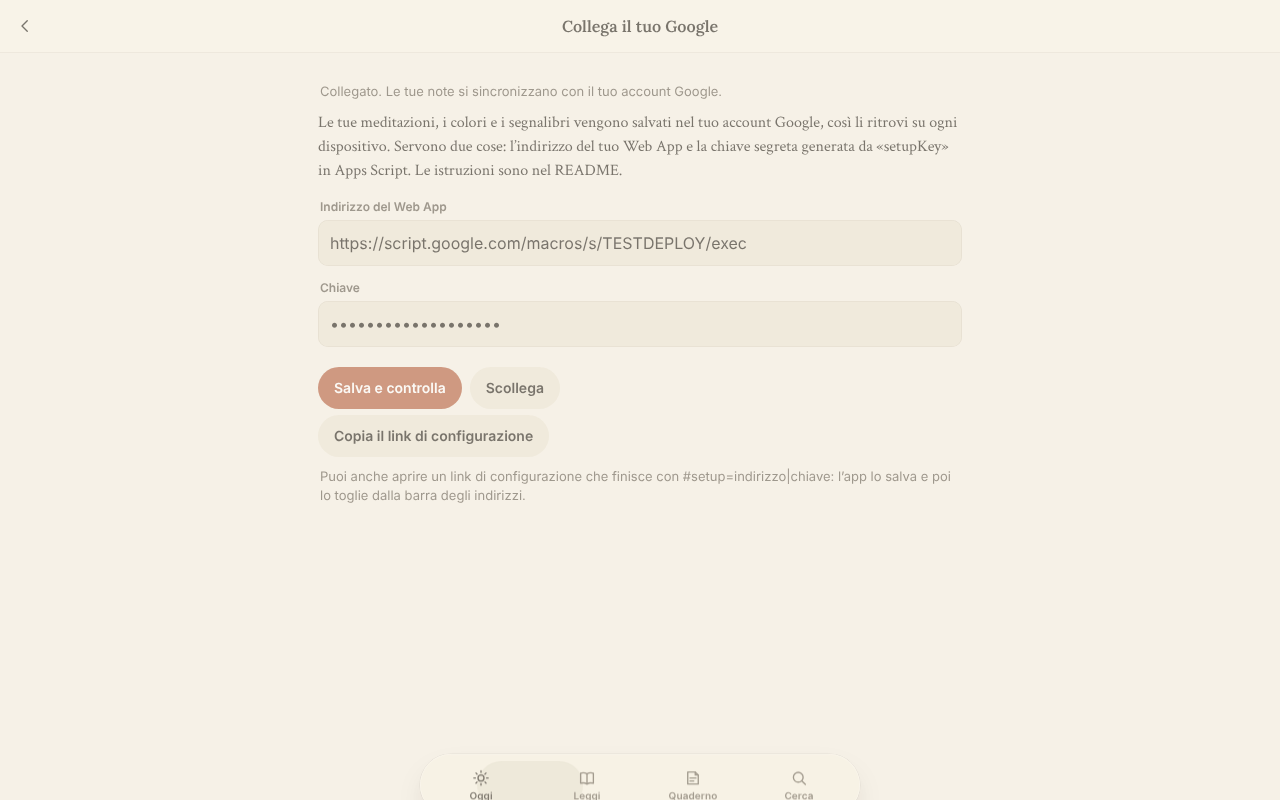 Collega il tuo Google
Collegato. Le tue note si sincronizzano con il tuo account Google.
Le tue meditazioni, i colori e i segnalibri vengono salvati nel tuo account Google, così li ritrovi su ogni
dispositivo. Servono due cose: l’indirizzo del tuo Web App e la chiave segreta generata da «setupKey»
in Apps Script. Le istruzioni sono nel README.
Indirizzo del Web App
https://script.google.com/macros/s/TESTDEPLOY/exec
Chiave
•••••••••••••••••••
Salva e controlla Scollega
Copia il link di configurazione
Puoi anche aprire un link di configurazione che finisce con #setup=indirizzo|chiave: l’app lo salva e poi
lo toglie dalla barra degli indirizzi.
Oggi Leggi Quaderno Cerca